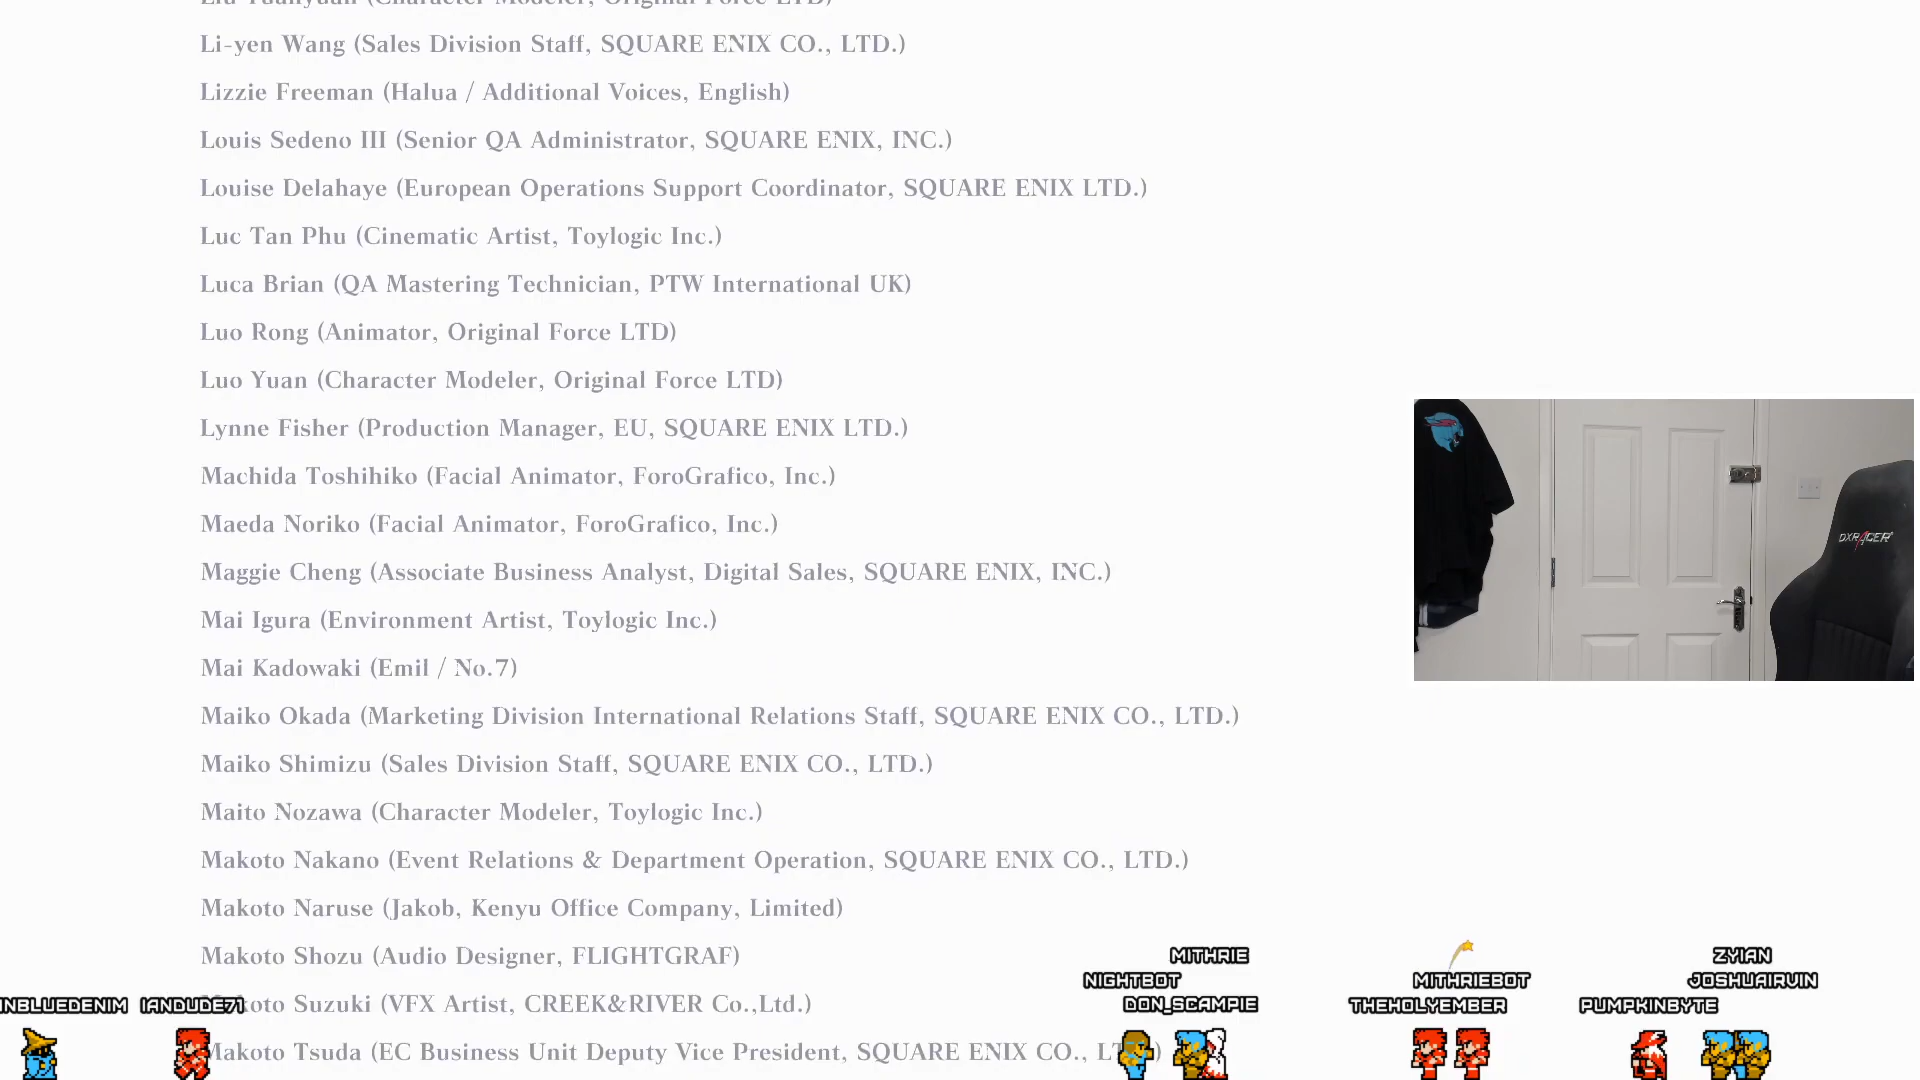 Liu Yuanyuan (Character Modeler, Original Force LTD)
Li-yen Wang (Sales Division Staff, SQUARE ENIX CO., LTD.)
Lizzie Freeman (Halua / Additional Voices, English)
Louis Sedeno III (Senior QA Administrator, SQUARE ENIX, INC.)
Louise Delahaye (European Operations Support Coordinator, SQUARE ENIX LTD.)
Luc Tan Phu (Cinematic Artist, Toylogic Inc.)
Luca Brian (QA Mastering Technician, PTW International UK)
Luo Rong (Animator, Original Force LTD)
Luo Yuan (Character Modeler, Original Force LTD)
Lynne Fisher (Production Manager, EU, SQUARE ENIX LTD.)
Machida Toshihiko (Facial Animator, ForoGrafico, Inc.)
Maeda Noriko (Facial Animator, ForoGrafico, Inc.)
Maggie Cheng (Associate Business Analyst, Digital Sales, SQUARE ENIX, INC.)
Mai Igura (Environment Artist, Toylogic Inc.)
Mai Kadowaki (Emil / No.7)
Maiko Okada (Marketing Division International Relations Staff, SQUARE ENIX CO., LTD.)
Maiko Shimizu (Sales Division Staff, SQUARE ENIX CO., LTD.)
Maito Nozawa (Character Modeler, Toylogic Inc.)
Makoto Nakano (Event Relations & Department Operation, SQUARE ENIX CO., LTD.)
Makoto Naruse (Jakob, Kenyu Office Company, Limited)
Makoto Shozu (Audio Designer, FLIGHTGRAF)
Suzuki (VFX Artist, CREEK&RIVER Co.,Ltd.)
Makoto Tsuda (EC Business Unit Deputy Vice President, SQUARE ENIX CO.,
DXRACER
INBLUEDENIM
IANDUDE71
MITHRIE
NIGHTBOT
DON_SCAMPIE
MITHRIEBOT
THEHOLYEMBER
ZYIAN
JOSHUAIRVIN
PUMPKINBYTE